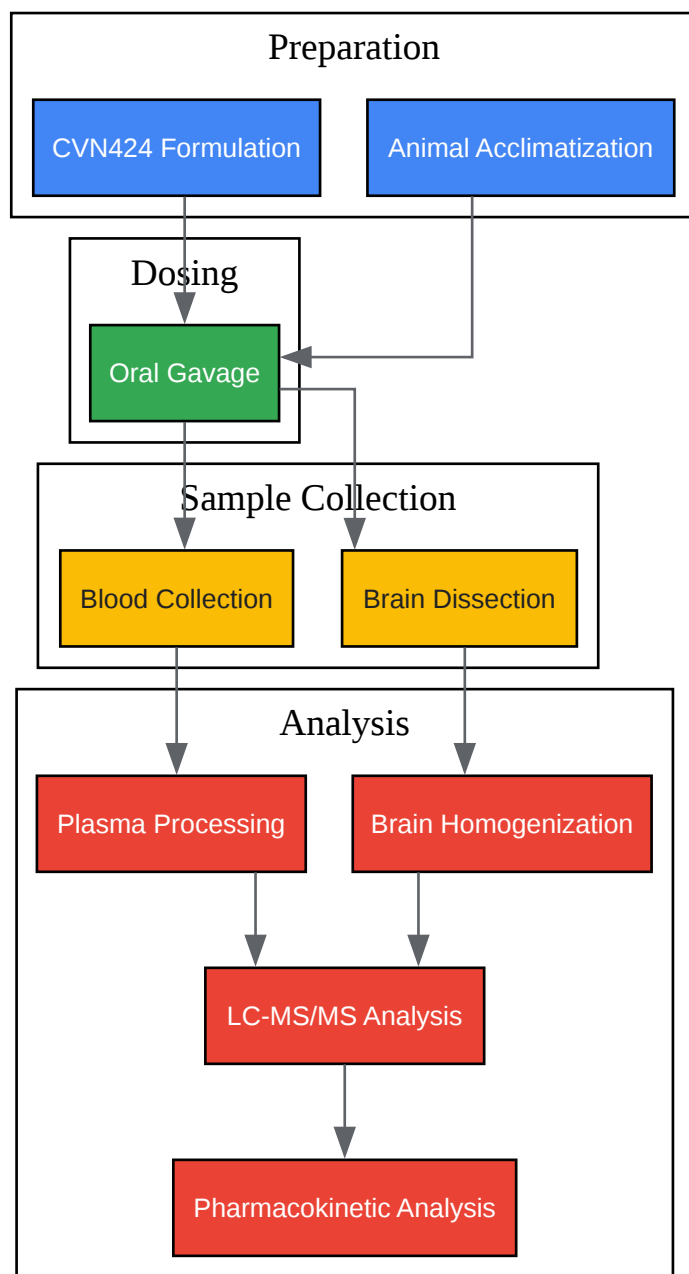 Preparation
CVN424 Formulation
Animal Acclimatization
Dosing
Oral Gavage
Sample Collection
Blood Collection
Brain Dissection
Analysis
Plasma Processing
Brain Homogenization
LC-MS/MS Analysis
Pharmacokinetic Analysis